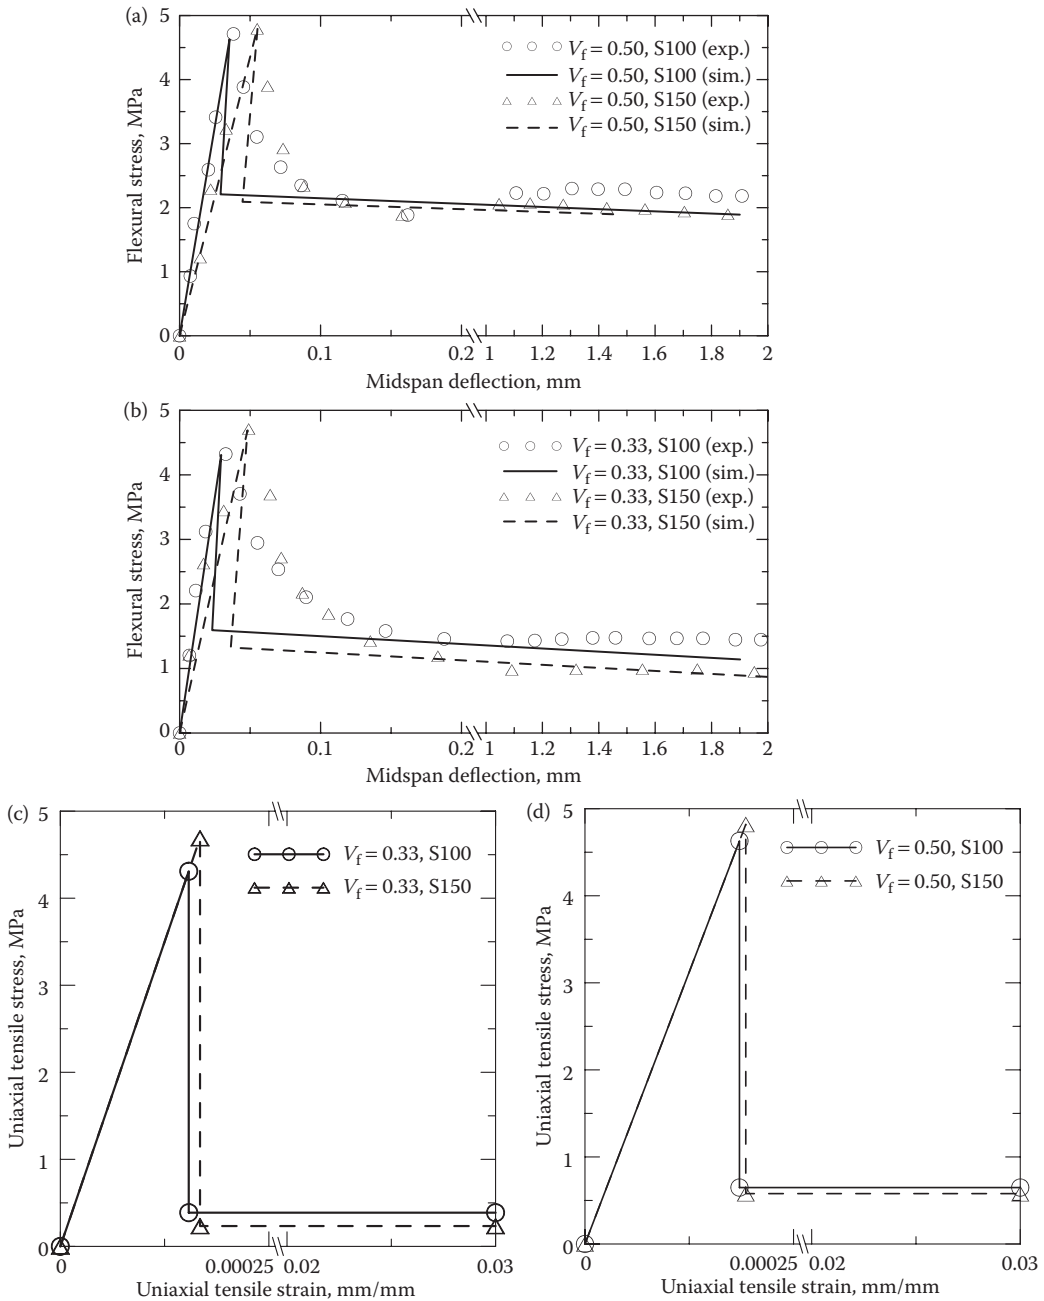 (a)
5
4
3
2
1
0
Flexural stress, MPa
V_f = 0.50, S100 (exp.)
V_f = 0.50, S100 (sim.)
V_f = 0.50, S150 (exp.)
V_f = 0.50, S150 (sim.)
0 0.1 0.2 1 1.2 1.4 1.6 1.8 2
Midspan deflection, mm
(b)
5
4
3
2
1
0
Flexural stress, MPa
V_f = 0.33, S100 (exp.)
V_f = 0.33, S100 (sim.)
V_f = 0.33, S150 (exp.)
V_f = 0.33, S150 (sim.)
0 0.1 0.2 1 1.2 1.4 1.6 1.8 2
Midspan deflection, mm
(c)
5
4
3
2
1
0
Uniaxial tensile stress, MPa
V_f = 0.33, S100
V_f = 0.33, S150
0 0.00025 0.02 0.03
Uniaxial tensile strain, mm/mm
(d)
5
4
3
2
1
0
Uniaxial tensile stress, MPa
V_f = 0.50, S100
V_f = 0.50, S150
0 0.00025 0.02 0.03
Uniaxial tensile strain, mm/mm